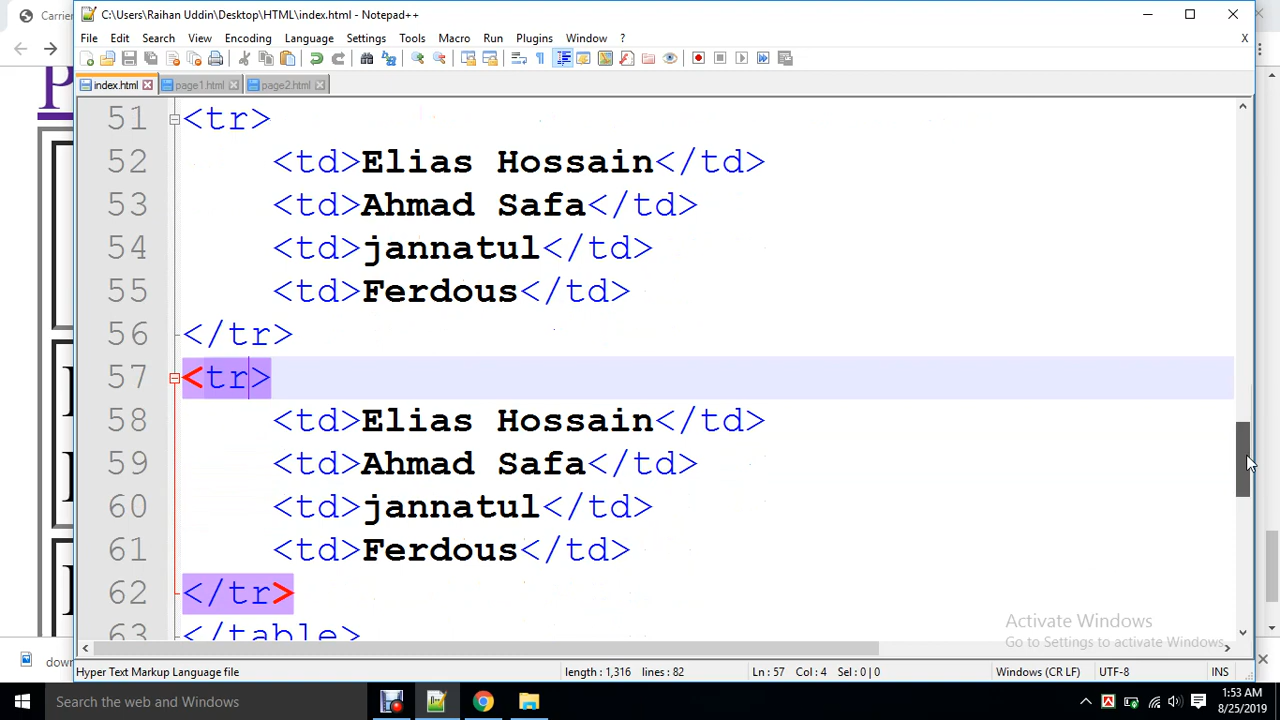 Carrier
C:\Users\Raihan Uddin\Desktop\HTML\index.html - Notepad++
File Edit Search View Encoding Language Settings Tools Macro Run Plugins Window ? X
index.html page1.html page2.html
51 <tr>
52 <td>Elias Hossain</td>
53 <td>Ahmad Safa</td>
54 <td>jannatul</td>
55 <td>Ferdous</td>
56 </tr>
57 <tr>
58 <td>Elias Hossain</td>
59 <td>Ahmad Safa</td>
60 <td>jannatul</td>
61 <td>Ferdous</td>
62 </tr>
63 </table>
Activate Windows
Go to Settings to activate Windows.
dow
Hyper Text Markup Language file length : 1,316 lines : 82 Ln : 57 Col : 4 Sel : 0 | 0 Windows (CR LF) UTF-8 INS
Search the web and Windows
1:53 AM
8/25/2019